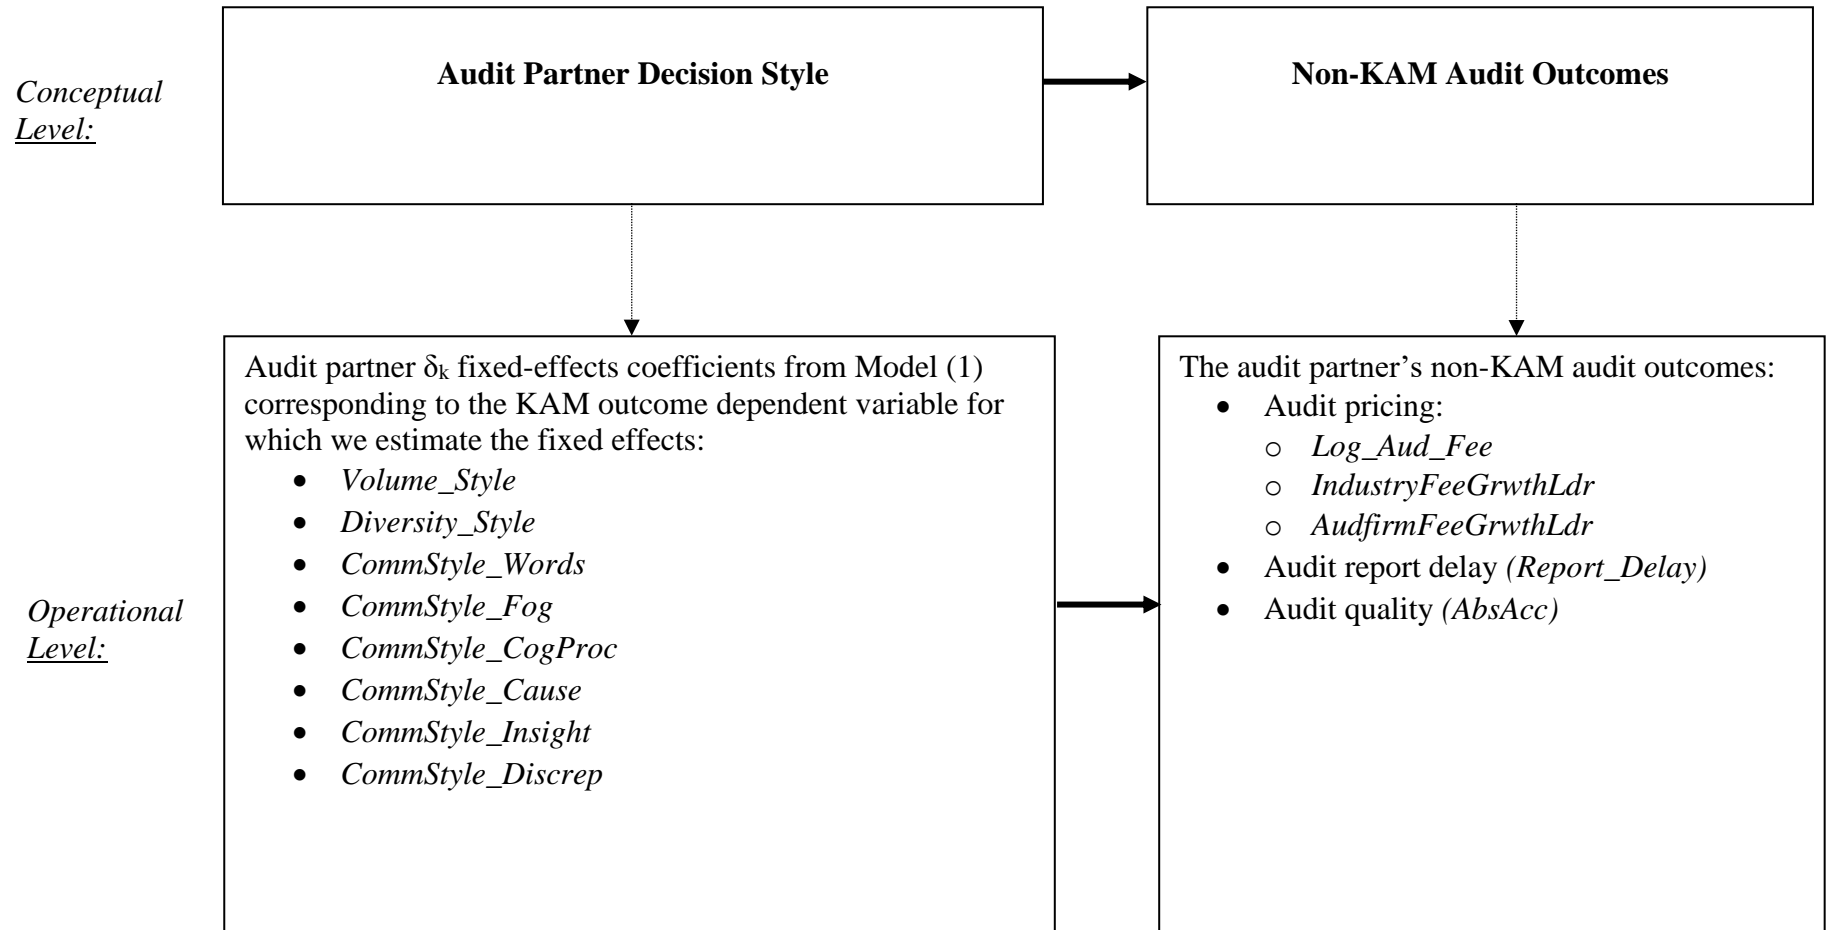 Conceptual
Level:
Audit Partner Decision Style
Non-KAM Audit Outcomes
Operational
Level:
Audit partner δk fixed-effects coefficients from Model (1)
corresponding to the KAM outcome dependent variable for
which we estimate the fixed effects:
• Volume_Style
• Diversity_Style
• CommStyle_Words
• CommStyle_Fog
• CommStyle_CogProc
• CommStyle_Cause
• CommStyle_Insight
• CommStyle_Discrep
The audit partner’s non-KAM audit outcomes:
• Audit pricing:
o Log_Aud_Fee
o IndustryFeeGrwthLdr
o AudfirmFeeGrwthLdr
• Audit report delay (Report_Delay)
• Audit quality (AbsAcc)